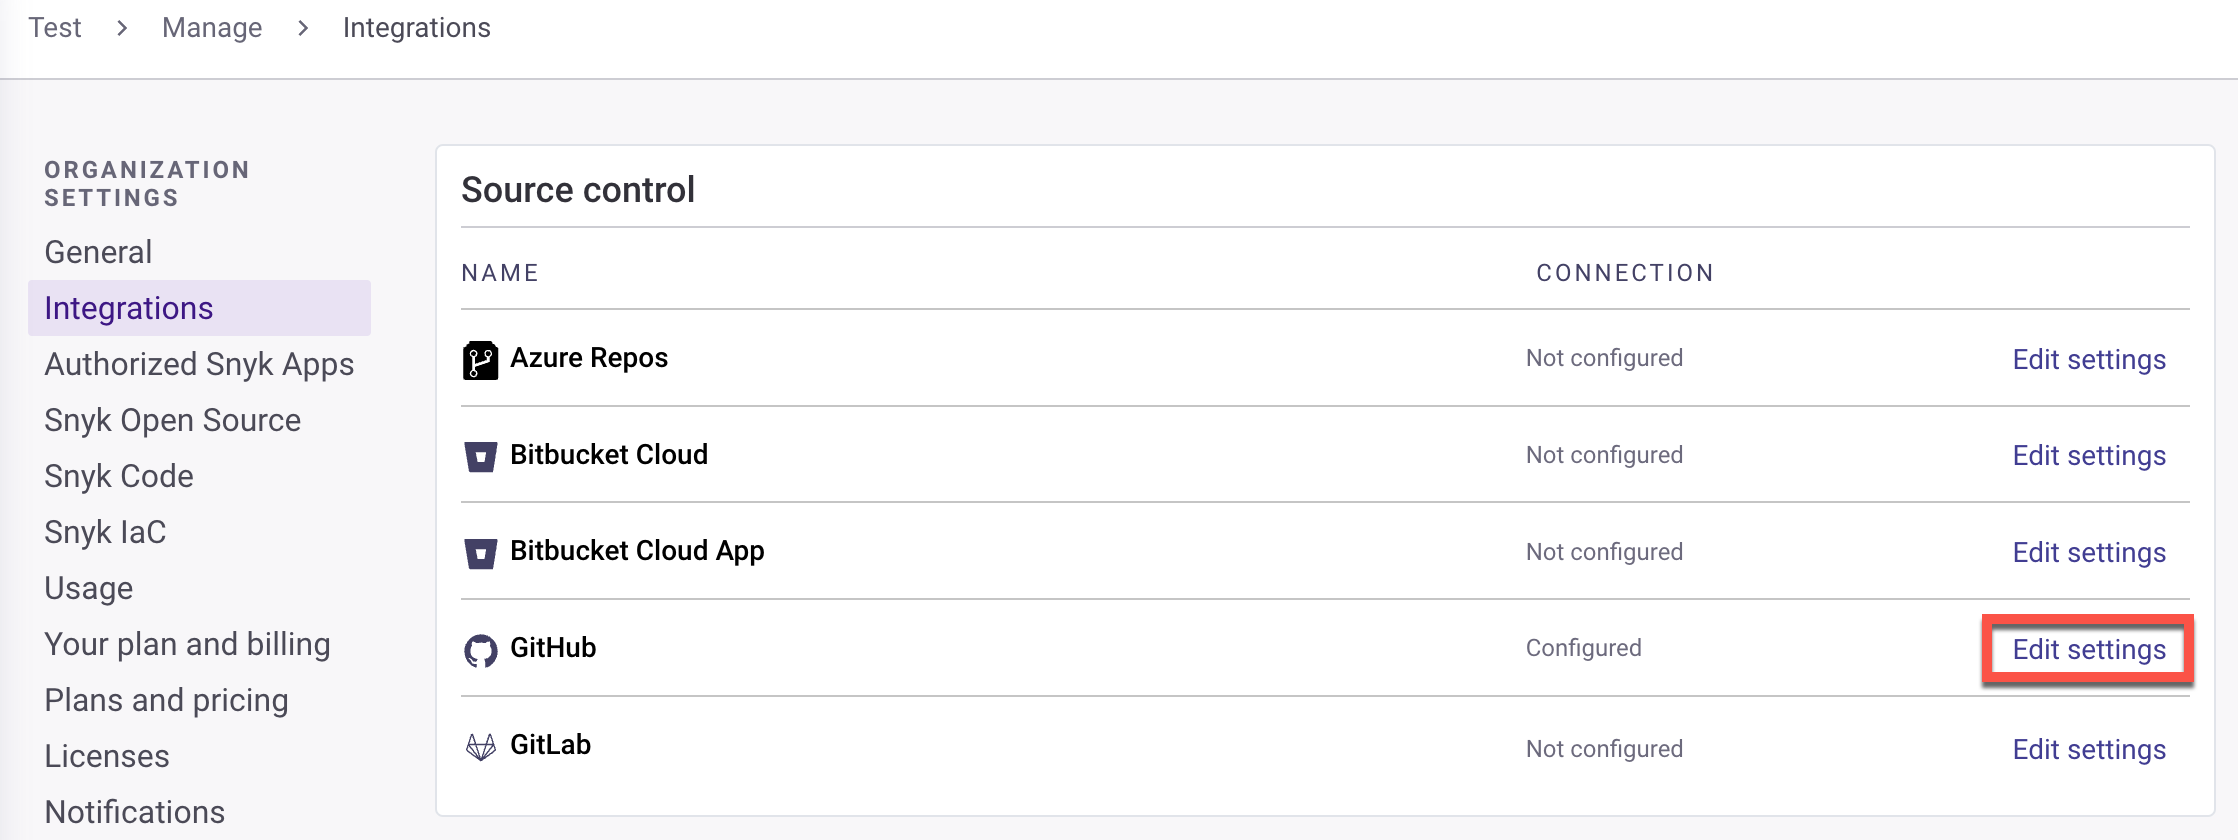 Test > Manage > Integrations
ORGANIZATION
SETTINGS
General
Integrations
Authorized Snyk Apps
Snyk Open Source
Snyk Code
Snyk IaC
Usage
Your plan and billing
Plans and pricing
Licenses
Notifications
Source control
NAME CONNECTION
Azure Repos Not configured Edit settings
Bitbucket Cloud Not configured Edit settings
Bitbucket Cloud App Not configured Edit settings
GitHub Configured Edit settings
GitLab Not configured Edit settings